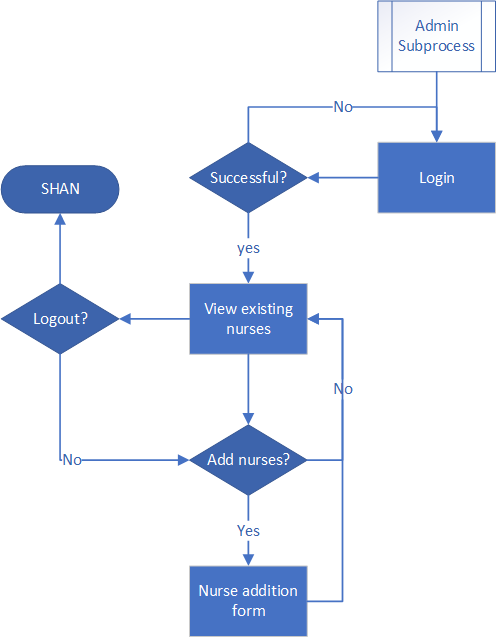 Admin
Subprocess
No
Successful?
Login
SHAN
yes
View existing
nurses
Logout?
No
No
Add nurses?
Yes
Nurse addition
form